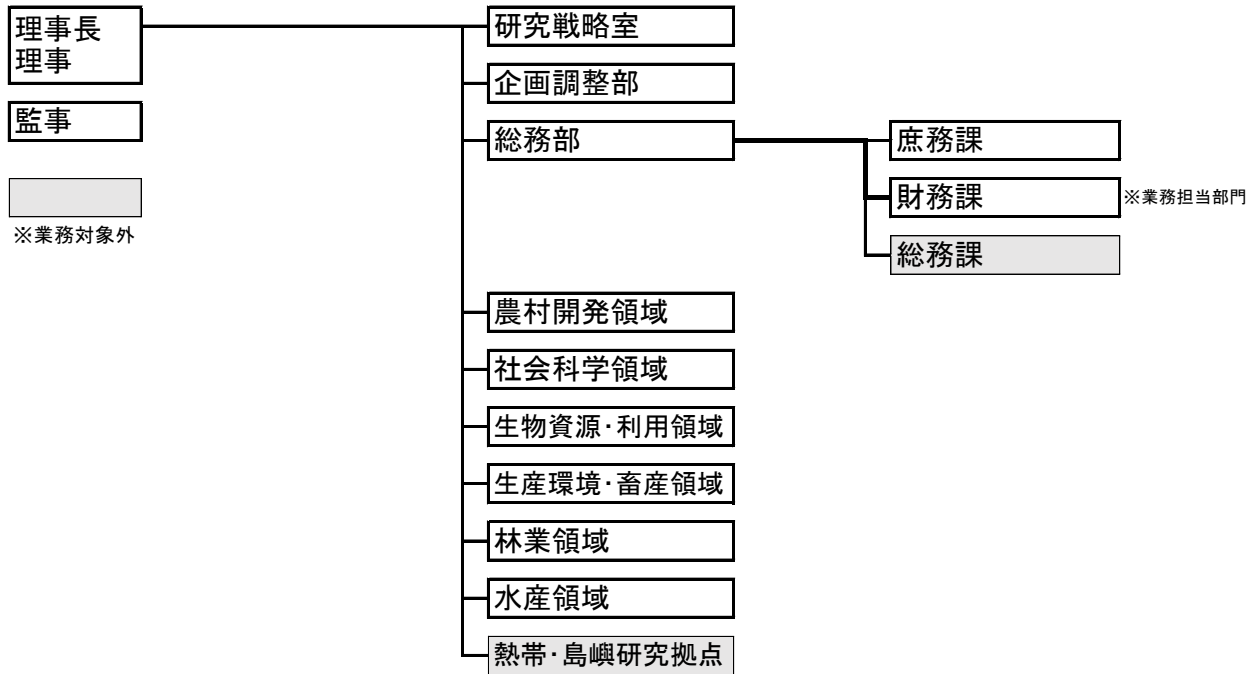 理事長
理事
監事
※業務対象外
研究戦略室
企画調整部
総務部
庶務課
財務課
※業務担当部門
総務課
農村開発領域
社会科学領域
生物資源･利用領域
生産環境･畜産領域
林業領域
水産領域
熱帯･島嶼研究拠点